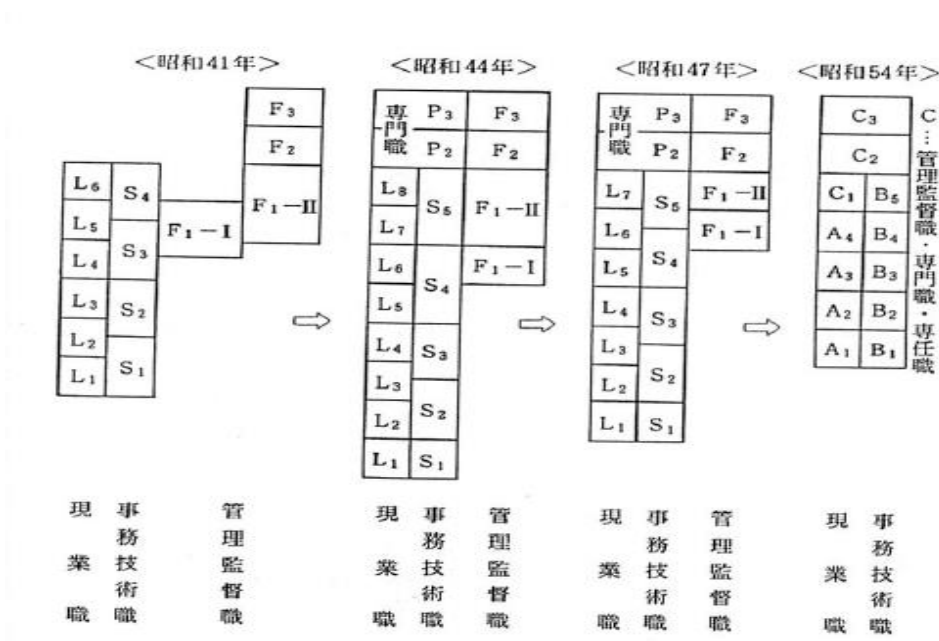 <昭和41年>
F₃
F₂
F₁-II
F₁-I
L₆
L₅
L₄
L₃
L₂
L₁
S₄
S₃
S₂
S₁
現業職
事務技術職
管理監督職
<昭和44年>
専門職
P₃
P₂
F₃
F₂
F₁-II
F₁-I
L₈
L₇
L₆
L₅
L₄
L₃
L₂
L₁
S₅
S₄
S₃
S₂
S₁
現業職
事務技術職
管理監督職
<昭和47年>
専門職
P₃
P₂
F₃
F₂
F₁-II
F₁-I
L₇
L₆
L₅
L₄
L₃
L₂
L₁
S₅
S₄
S₃
S₂
S₁
現業職
事務技術職
管理監督職
<昭和54年>
C₃
C₂
C₁ B₅
A₄ B₄
A₃ B₃
A₂ B₂
A₁ B₁
C…管理監督職・専門職・専任職
現業職
事務技術職